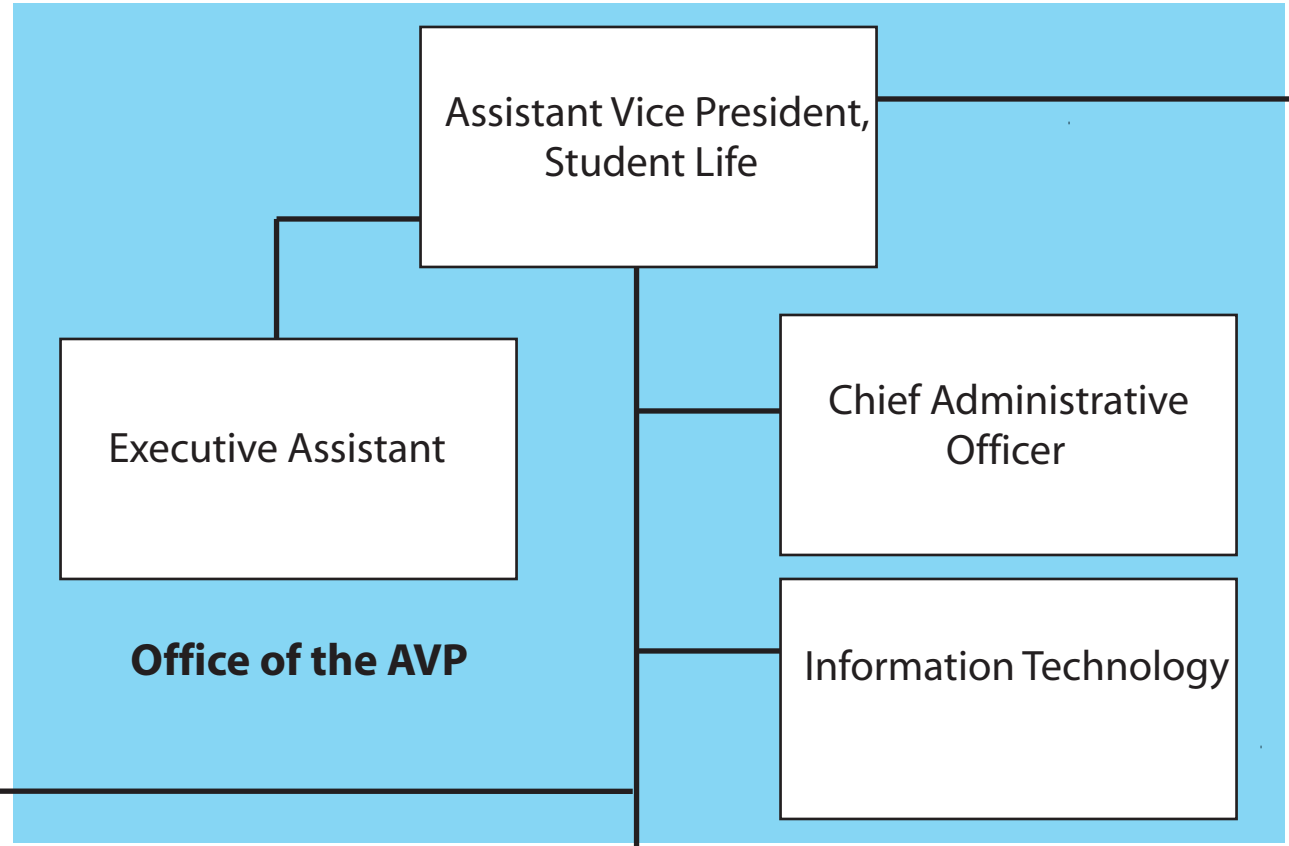 Assistant Vice President,
Student Life
Executive Assistant
Chief Administrative
Officer
Office of the AVP
Information Technology